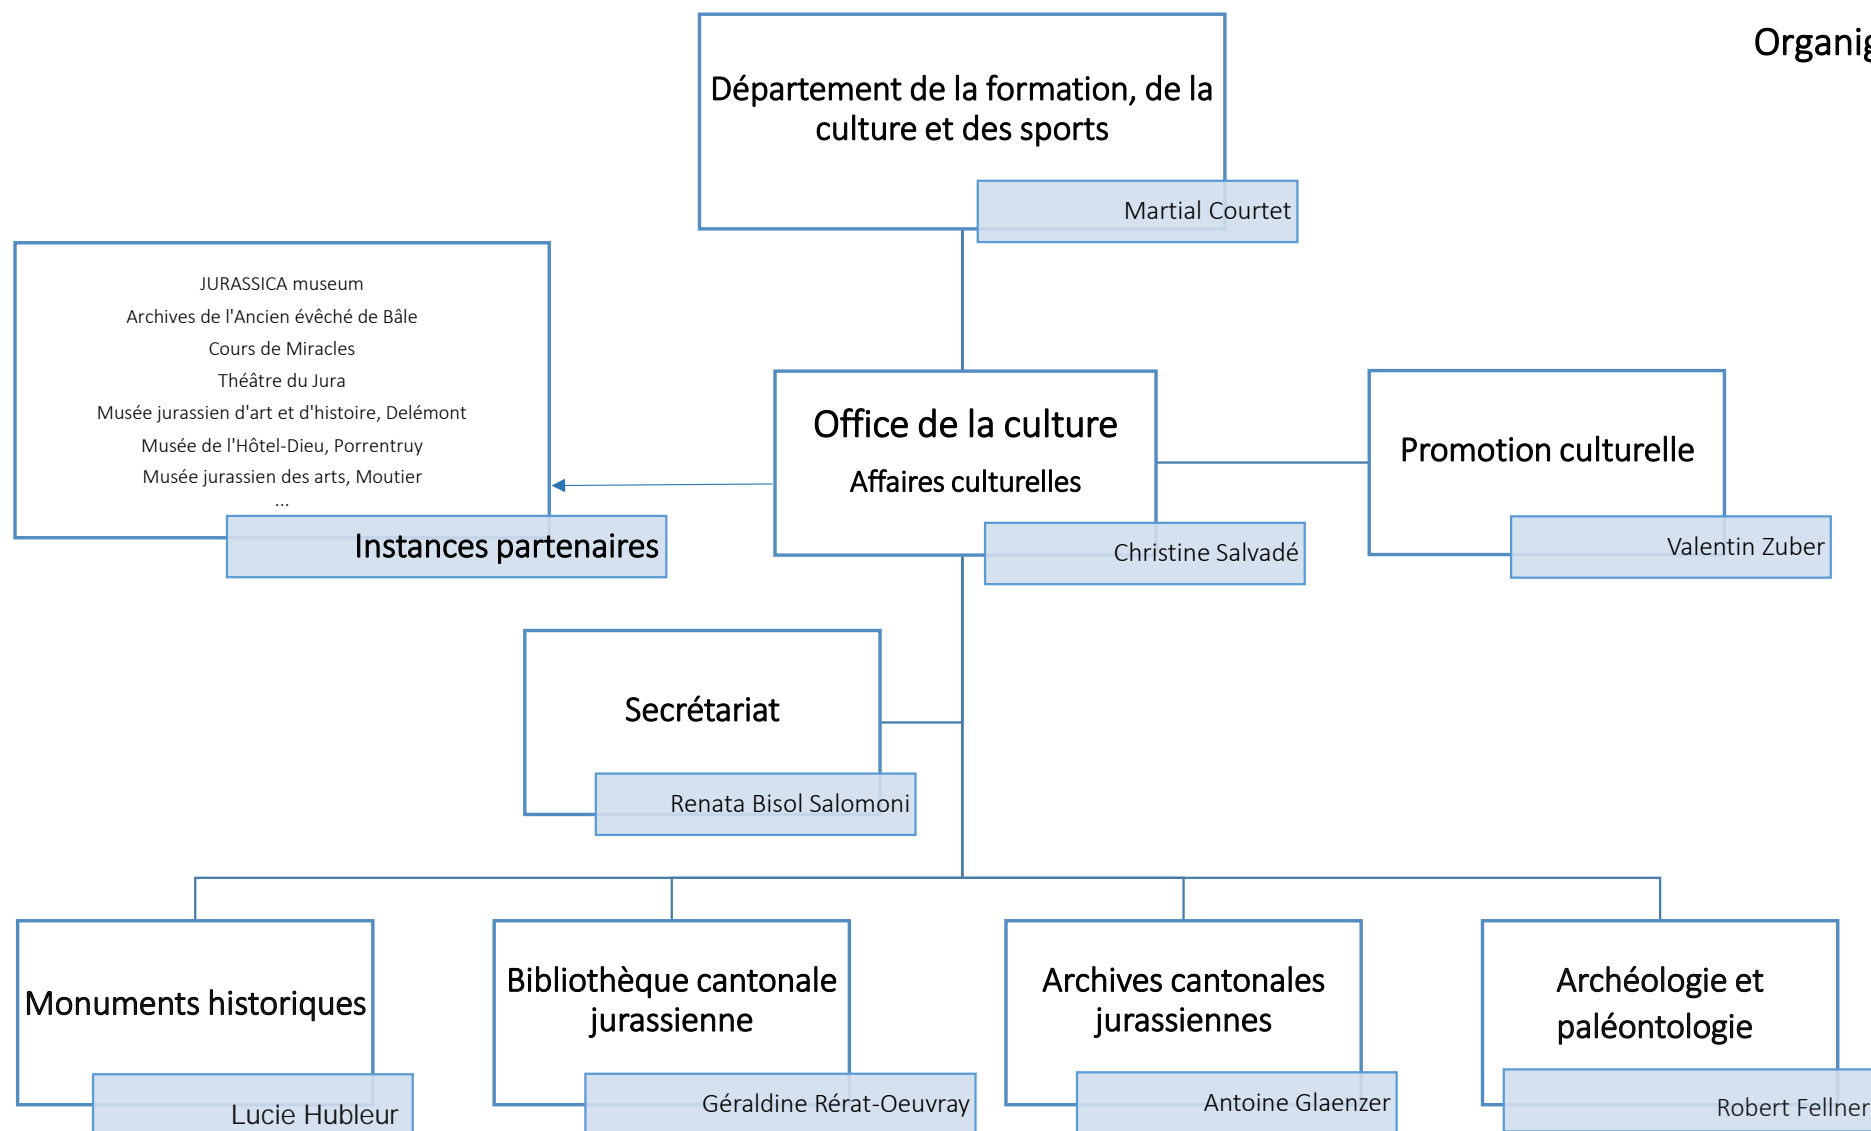 Organig
Département de la formation, de la
culture et des sports
Martial Courtet
JURASSICA museum
Archives de l'Ancien évêché de Bâle
Cours de Miracles
Théâtre du Jura
Musée jurassien d'art et d'histoire, Delémont
Musée de l'Hôtel-Dieu, Porrentruy
Musée jurassien des arts, Moutier
...
Instances partenaires
Office de la culture
Affaires culturelles
Christine Salvadé
Promotion culturelle
Valentin Zuber
Secrétariat
Renata Bisol Salomoni
Monuments historiques
Lucie Hubleur
Bibliothèque cantonale
jurassienne
Géraldine Rérat-Oeuvray
Archives cantonales
jurassiennes
Antoine Glaenzer
Archéologie et
paléontologie
Robert Fellner